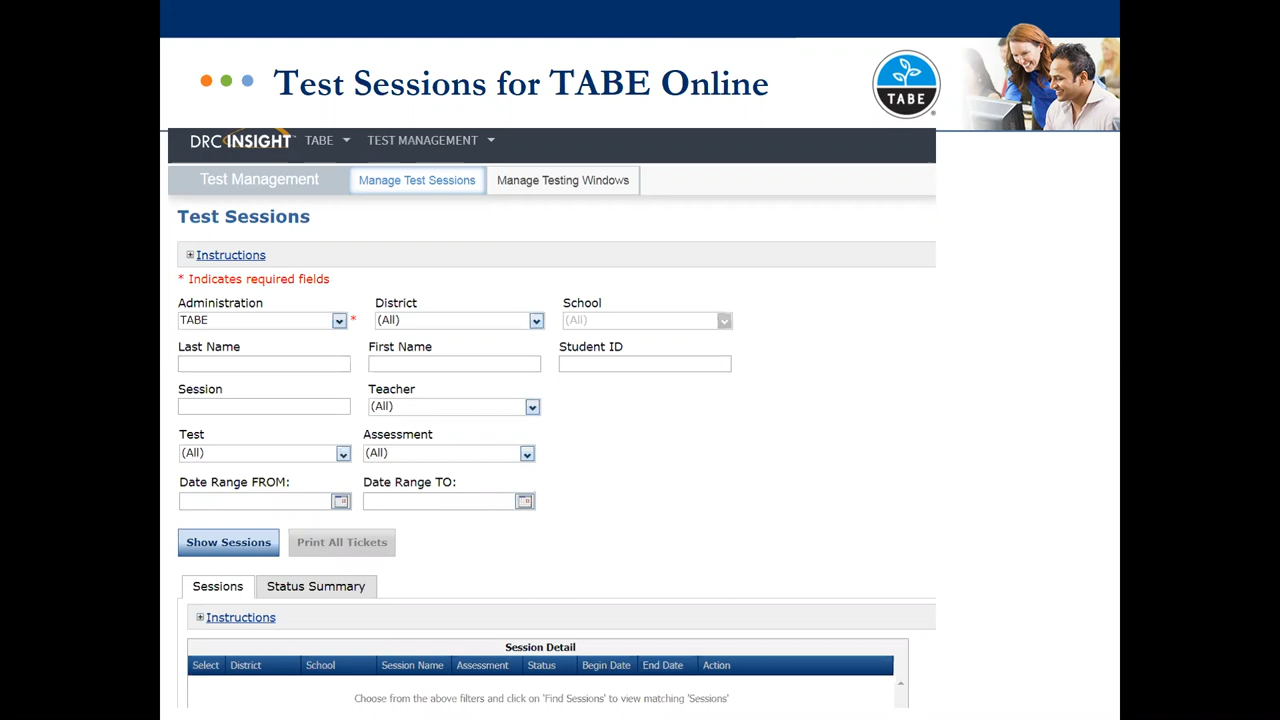 Test Sessions for TABE Online
TABE
DRC INSIGHT TABE TEST MANAGEMENT
Test Management Manage Test Sessions Manage Testing Windows
Test Sessions
Instructions
* Indicates required fields
Administration District School
TABE * (All) (All)
Last Name First Name Student ID
Session Teacher
(All)
Test Assessment
(All) (All)
Date Range FROM: Date Range TO:
Show Sessions Print All Tickets
Sessions Status Summary
Instructions
Session Detail
Select District School Session Name Assessment Status Begin Date End Date Action
Choose from the above filters and click on 'Find Sessions' to view matching 'Sessions'